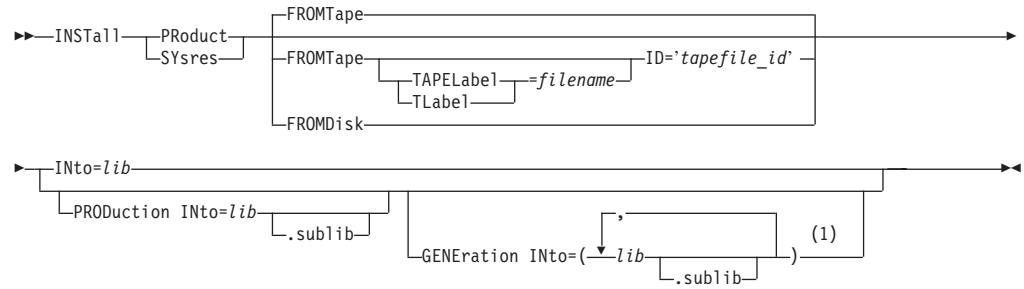 FROMTape
INSTall PRoduct
SYsres
FROMTape ID='tapefile_id'
TAPELabel =filename
TLabel
FROMDisk
INto=lib
PRODuction INto=lib
.sublib
,
(1)
GENEration INto=( lib )
.sublib